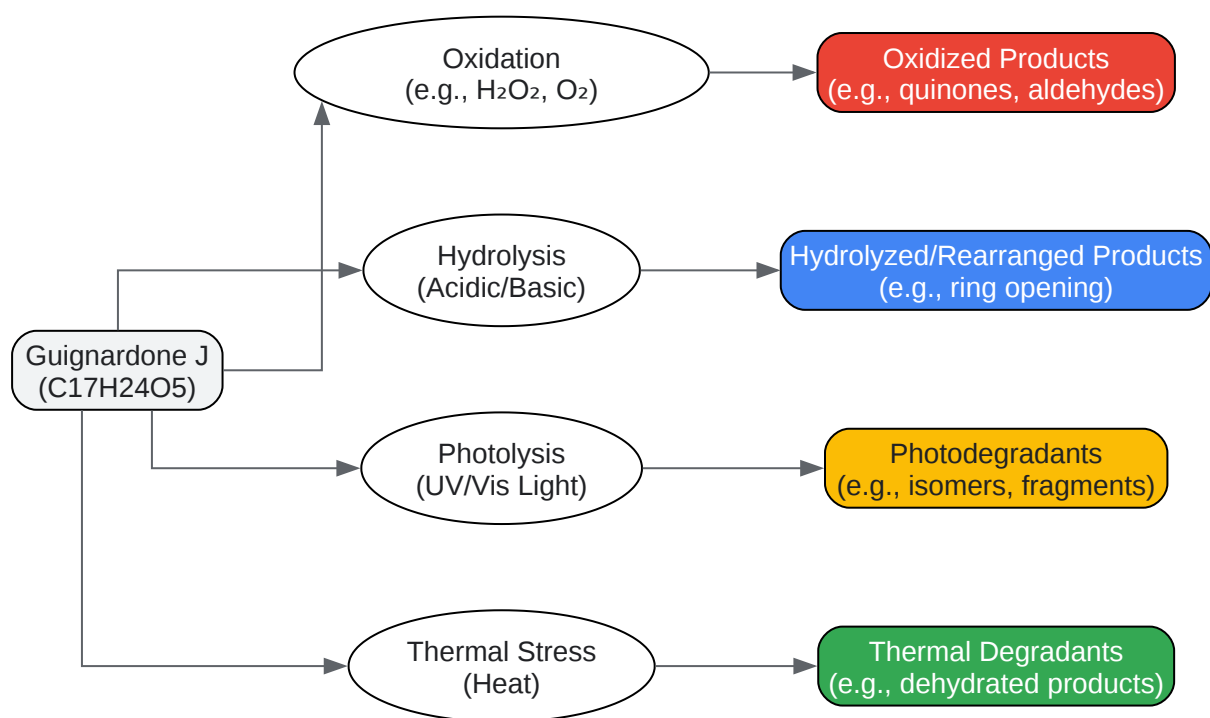 Oxidation
(e.g., H₂O₂, O₂)
Oxidized Products
(e.g., quinones, aldehydes)
Hydrolysis
(Acidic/Basic)
Hydrolyzed/Rearranged Products
(e.g., ring opening)
Guignardone J
(C17H24O5)
Photolysis
(UV/Vis Light)
Photodegradants
(e.g., isomers, fragments)
Thermal Stress
(Heat)
Thermal Degradants
(e.g., dehydrated products)